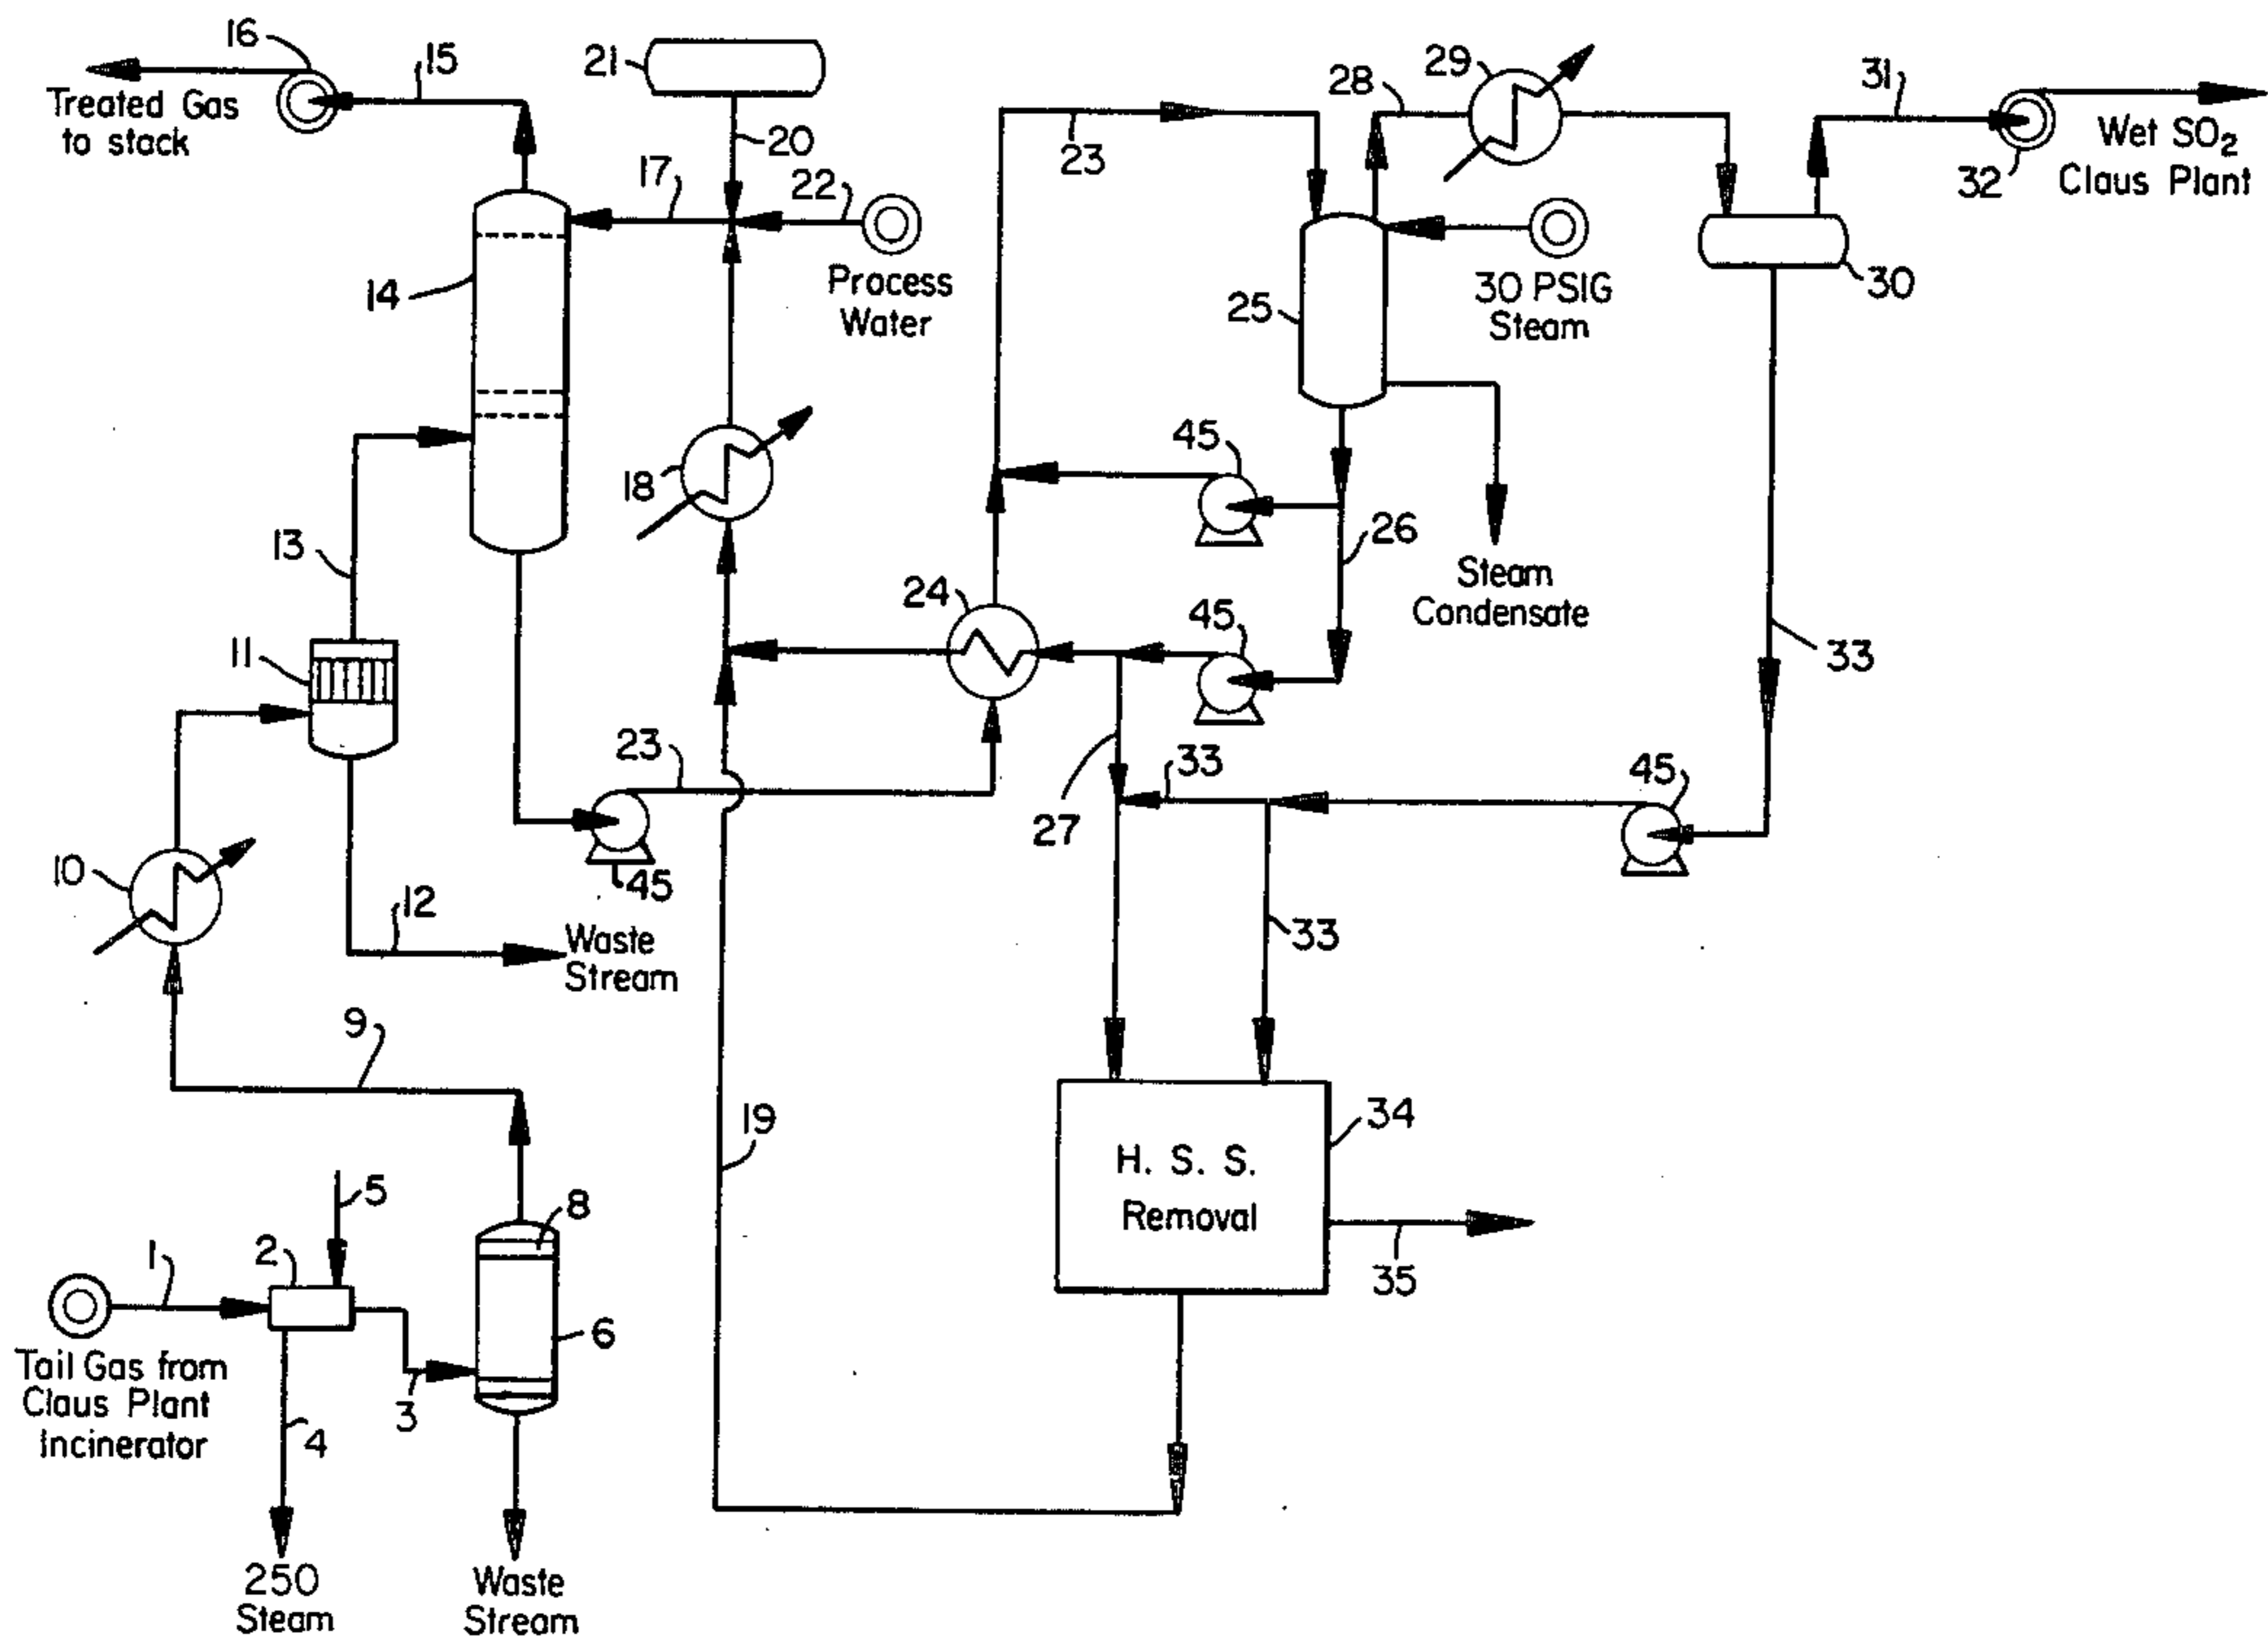 16
15
Treated Gas
to stack
21
20
17
22
Process
Water
14
18
13
11
10
12
Waste
Stream
9
19
23
45
24
27
23
25
28
29
30 PSIG
Steam
45
26
Steam
Condensate
45
31
32
Wet SO2
Claus Plant
30
33
45
33
33
34
H. S. S.
Removal
35
1
2
5
8
6
3
4
Tail Gas from
Claus Plant
Incinerator
250
Steam
Waste
Stream